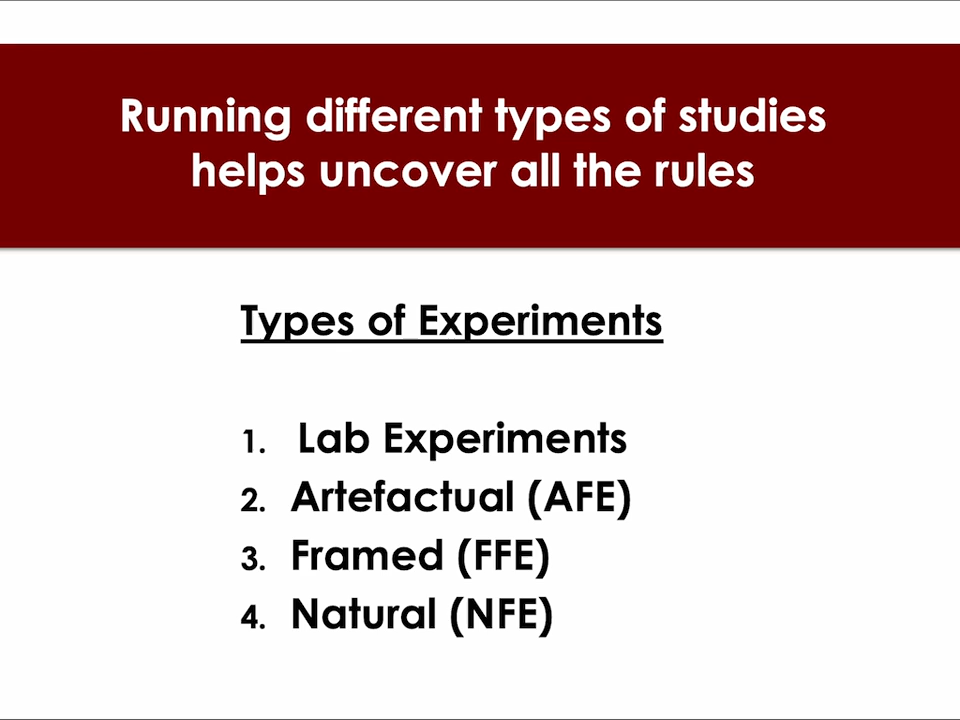 Running different types of studies
helps uncover all the rules
Types of Experiments
1. Lab Experiments
2. Artefactual (AFE)
3. Framed (FFE)
4. Natural (NFE)